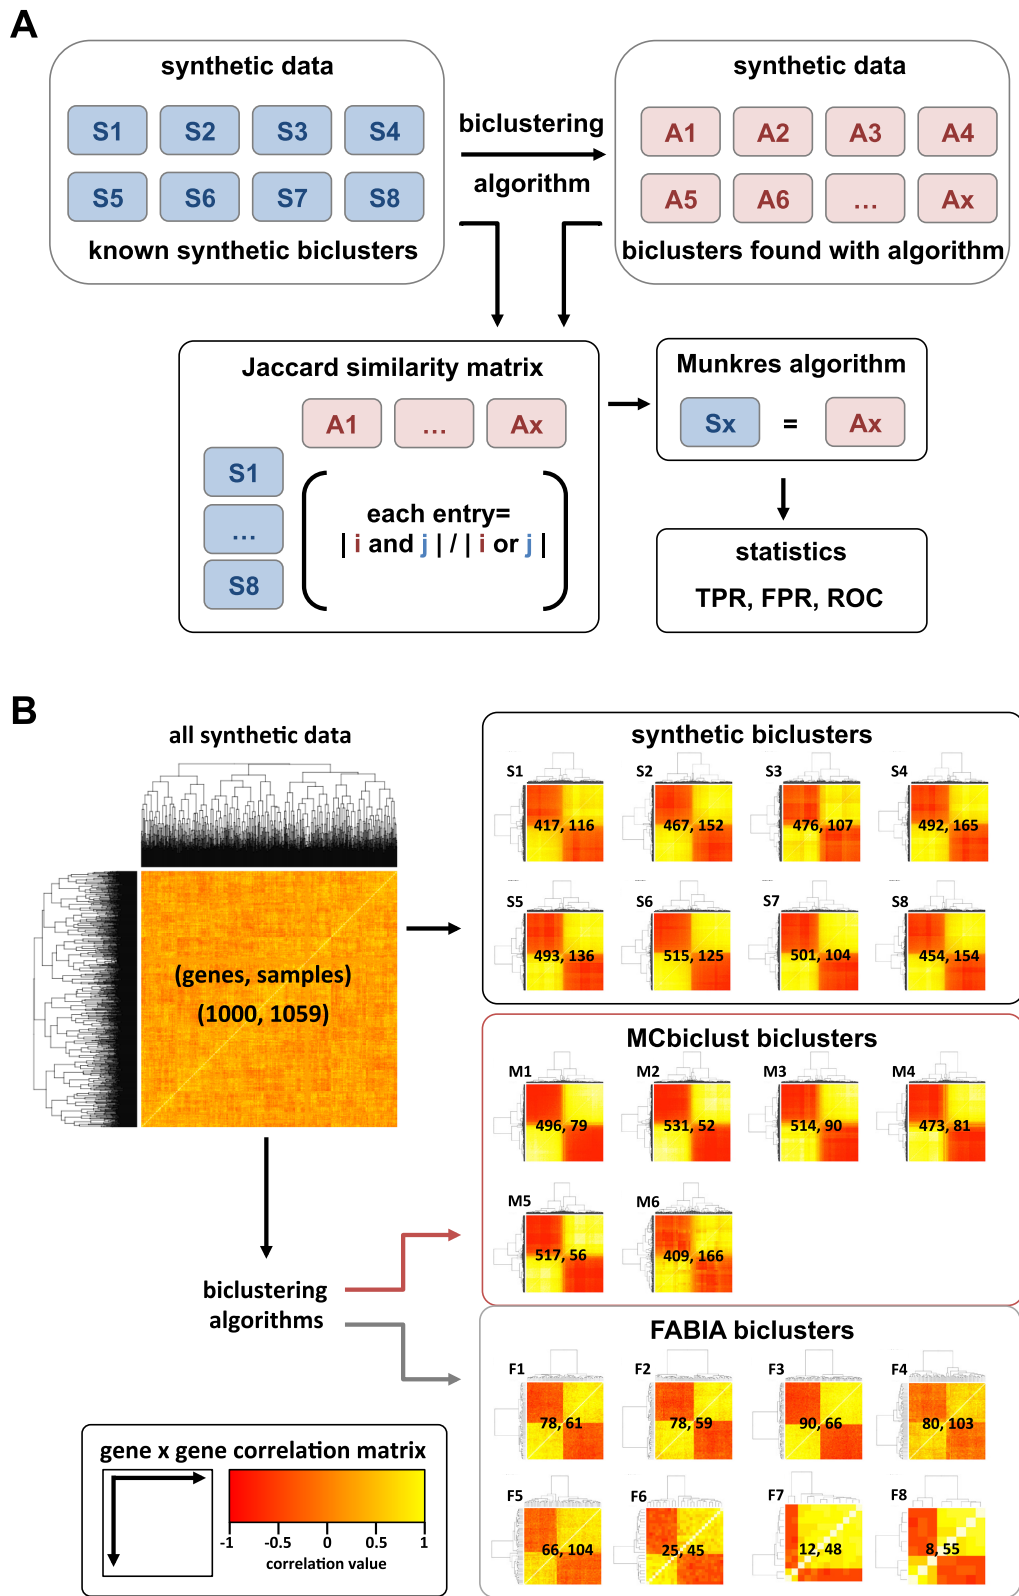 A
synthetic data
S1 S2 S3 S4
S5 S6 S7 S8
known synthetic biclusters
biclustering
algorithm
synthetic data
A1 A2 A3 A4
A5 A6 ... Ax
biclusters found with algorithm
Jaccard similarity matrix
A1 ... Ax
S1
...
S8
each entry=
| i and j | / | i or j |
Munkres algorithm
Sx = Ax
statistics
TPR, FPR, ROC
B
all synthetic data
(genes, samples)
(1000, 1059)
synthetic biclusters
S1 S2 S3 S4
417, 116 467, 152 476, 107 492, 165
S5 S6 S7 S8
493, 136 515, 125 501, 104 454, 154
MCbiclust biclusters
M1 M2 M3 M4
496, 79 531, 52 514, 90 473, 81
M5 M6
517, 56 409, 166
biclustering
algorithms
FABIA biclusters
F1 F2 F3 F4
78, 61 78, 59 90, 66 80, 103
F5 F6 F7 F8
66, 104 25, 45 12, 48 8, 55
gene x gene correlation matrix
-1 -0.5 0 0.5 1
correlation value